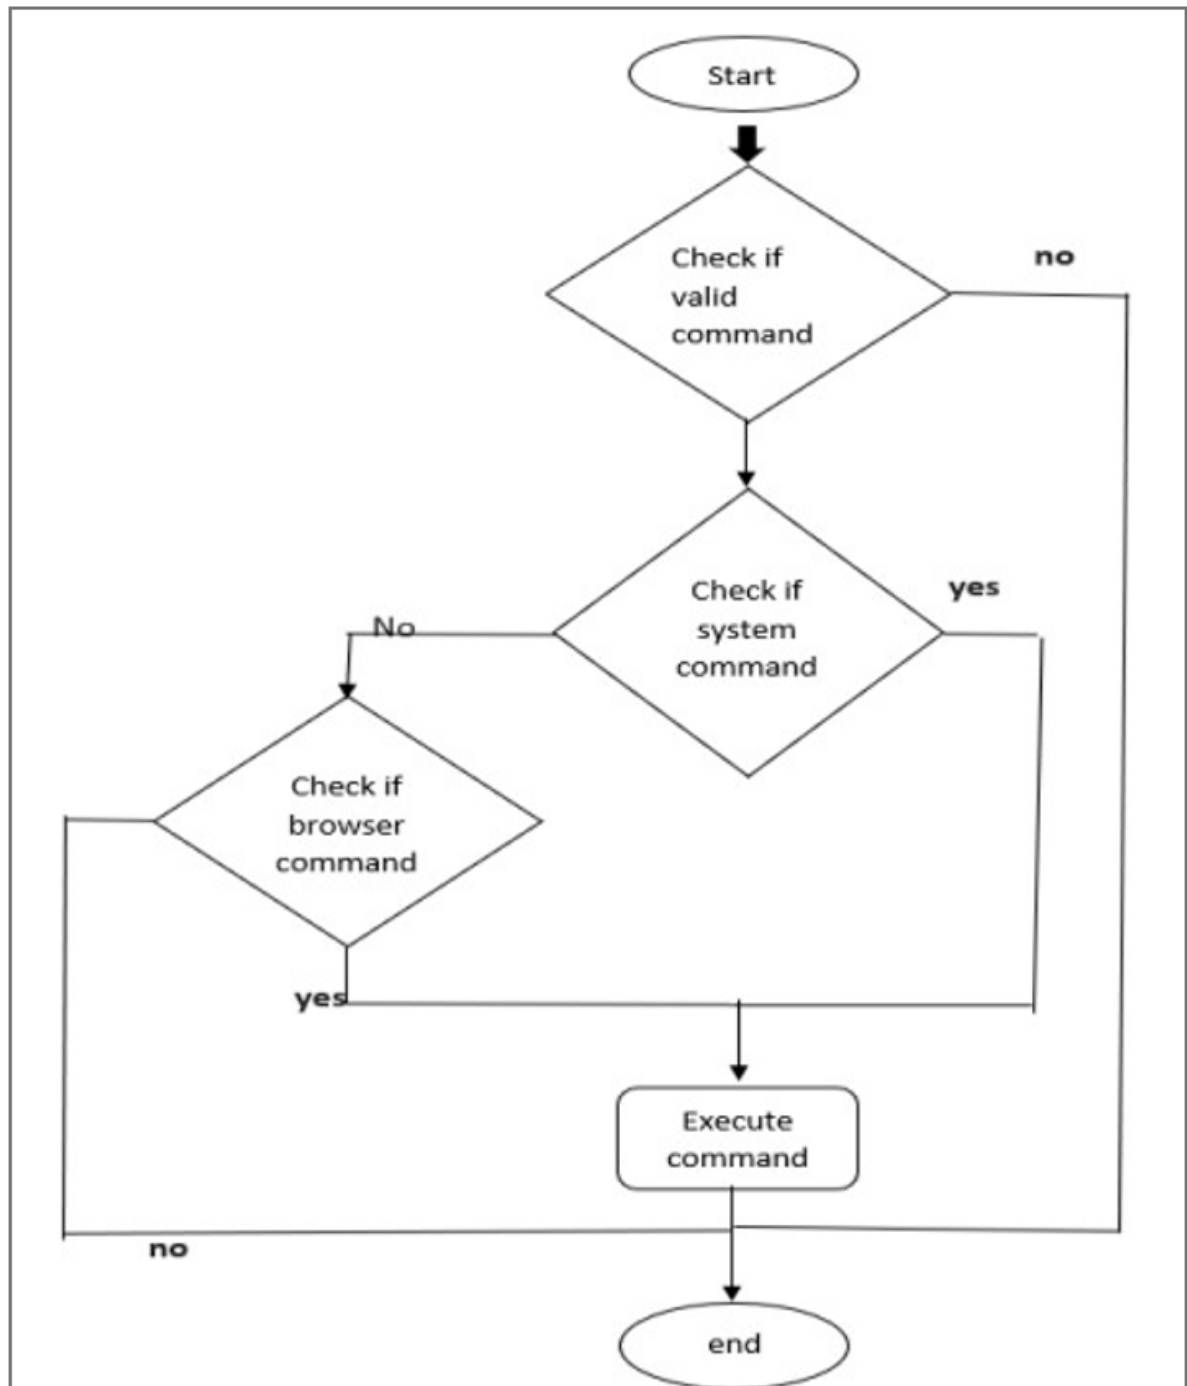 Start
Check if
valid
command
no
Check if
system
command
yes
No
Check if
browser
command
yes
Execute
command
no
end